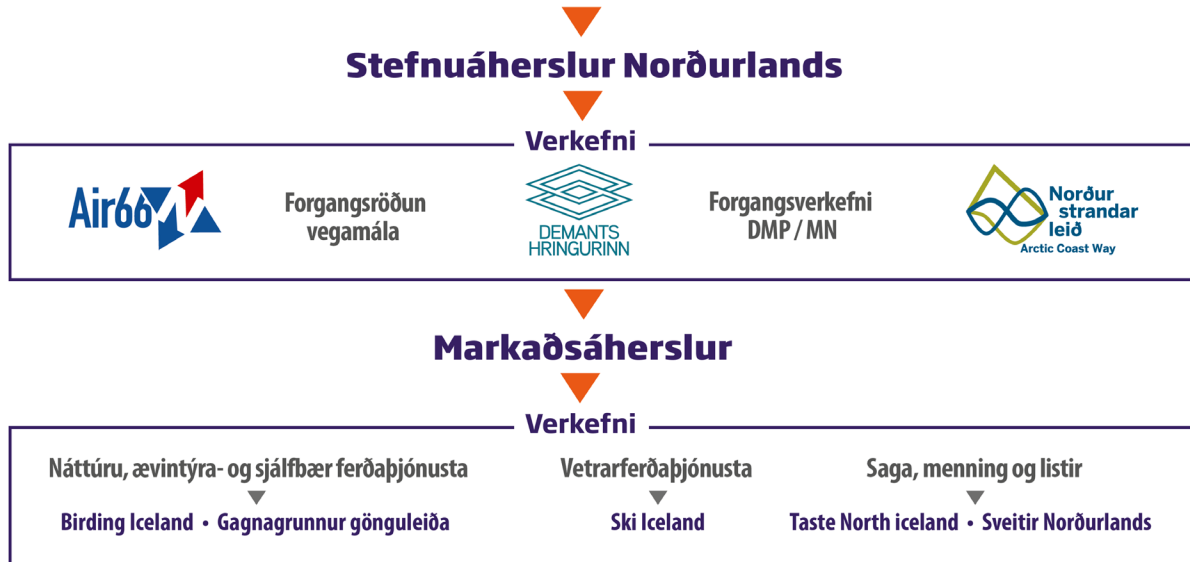 Stefnuáherslur Norðurlands
Verkefni
Air66N
Forgangsröðun
vegamála
DEMANTS
HRINGURINN
Forgangsverkefni
DMP / MN
Norður
strandar
leið
Arctic Coast Way
Markaðsáherslur
Verkefni
Náttúru, ævintýra- og sjálfbær ferðaþjónusta
Birding Iceland • Gagnagrunnur gönguleiða
Vetrarferðaþjónusta
Ski Iceland
Saga, menning og listir
Taste North iceland • Sveitir Norðurlands